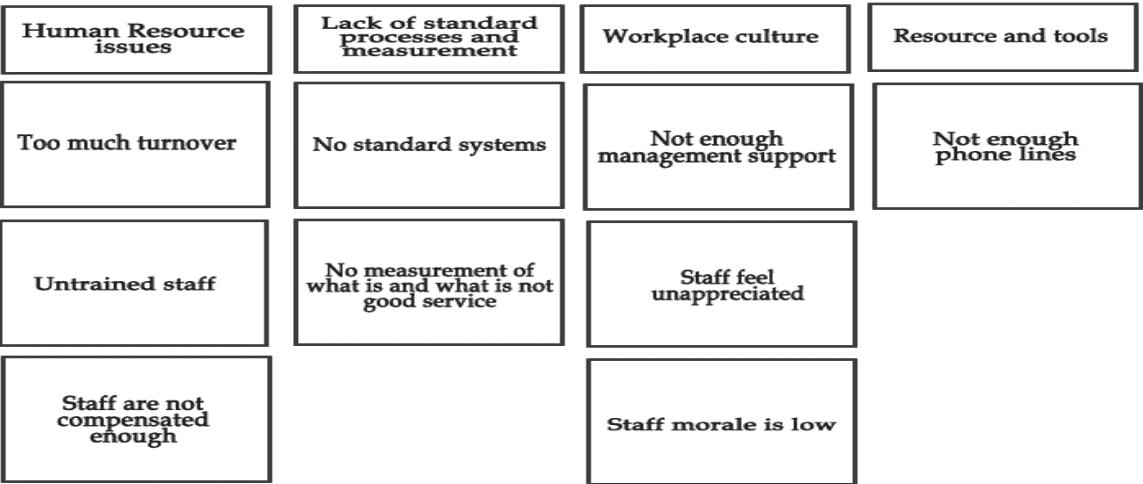 Human Resource
issues
Lack of standard
processes and
measurement
Workplace culture
Resource and tools
Too much turnover
No standard systems
Not enough
management support
Not enough
phone lines
Untrained staff
No measurement of
what is and what is not
good service
Staff feel
unappreciated
Staff are not
compensated
enough
Staff morale is low